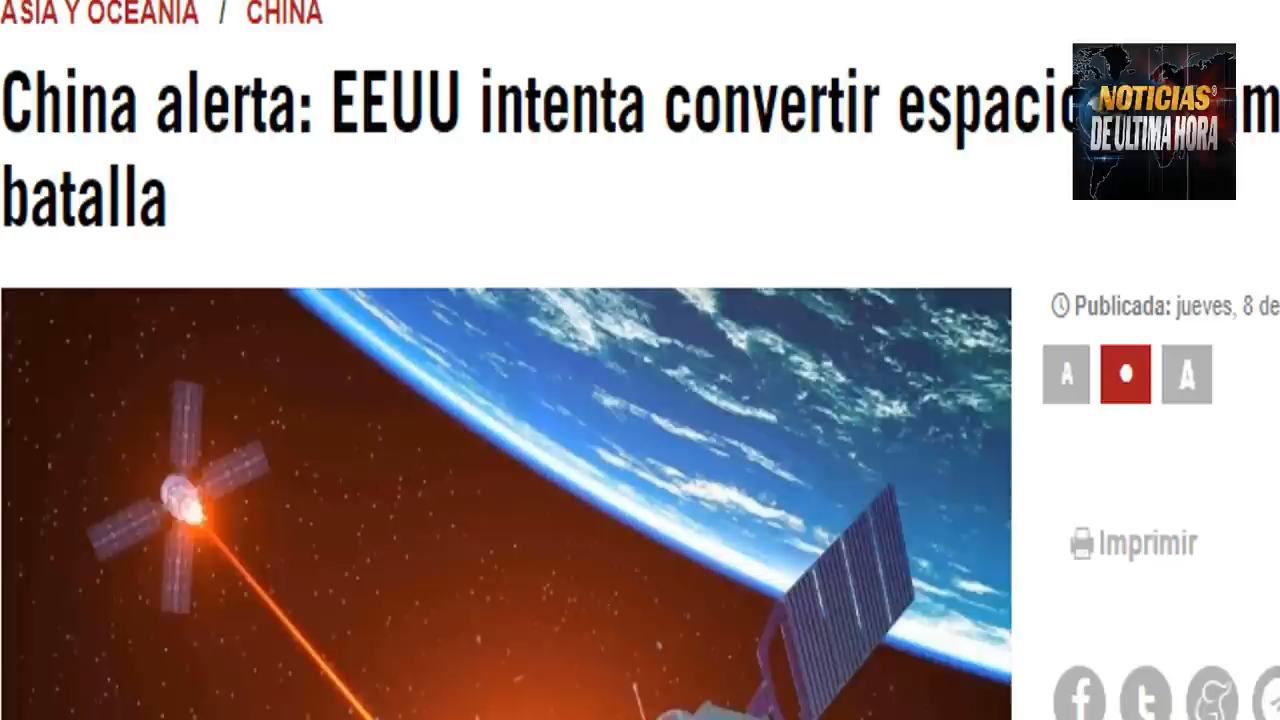 ASIA Y OCEANÍA / CHINA
China alerta: EEUU intenta convertir espacio m
batalla
NOTICIAS
DE ULTIMA HORA
Publicada: jueves, 8 de
A A
Imprimir